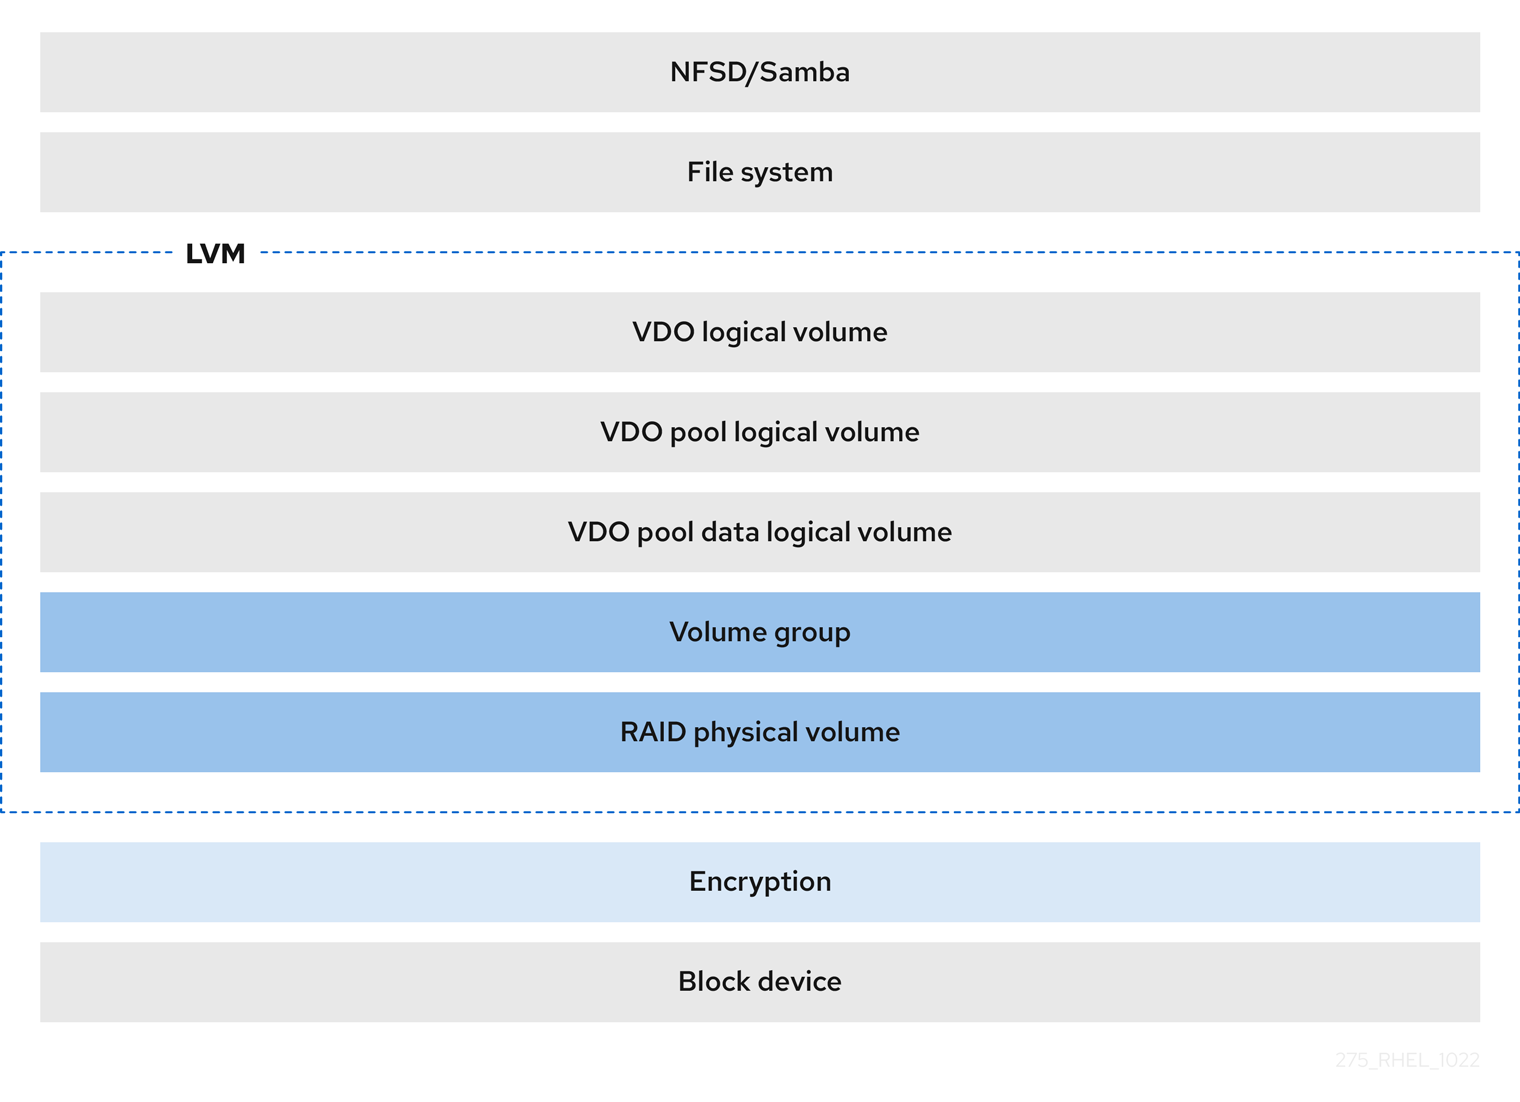 NFSD/Samba
File system
LVM
VDO logical volume
VDO pool logical volume
VDO pool data logical volume
Volume group
RAID physical volume
Encryption
Block device
275_RHEL_1022